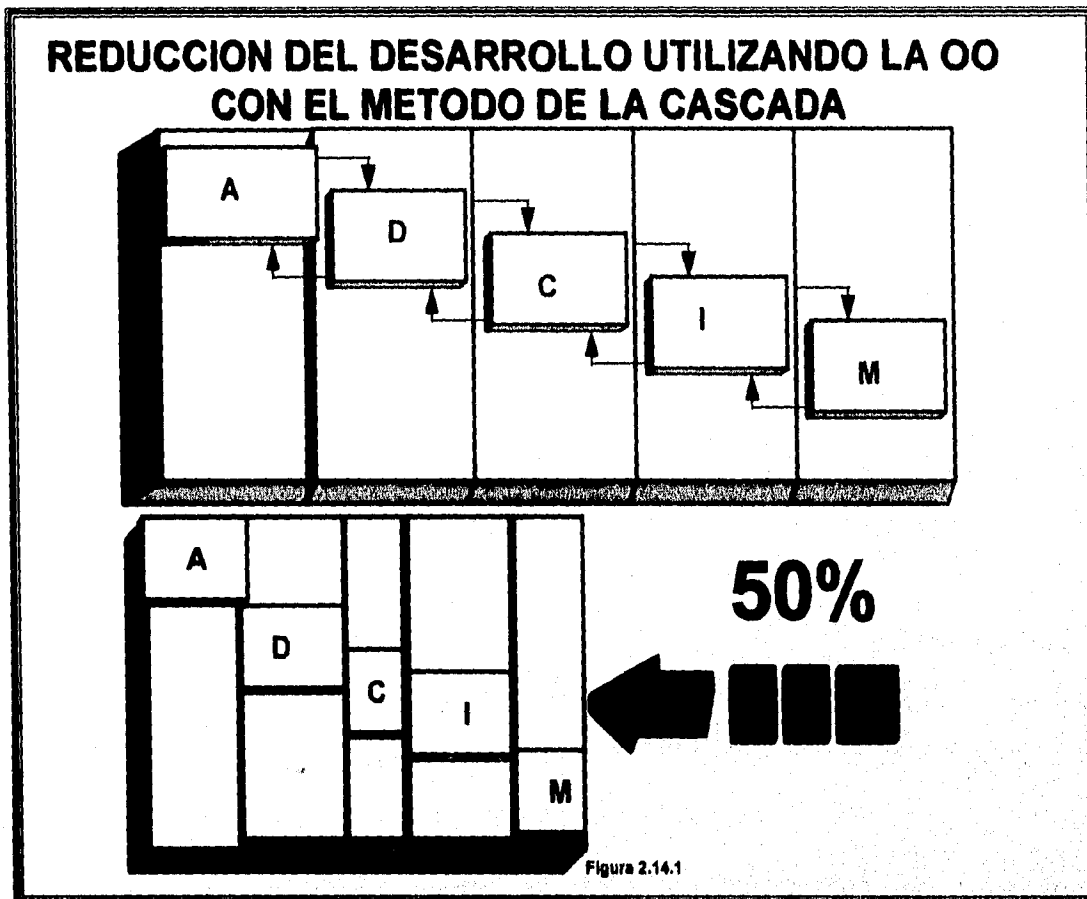 REDUCCION DEL DESARROLLO UTILIZANDO LA OO
CON EL METODO DE LA CASCADA
A
D
C
I
M
A
D
C
I
M
50%
Figura 2.14.1